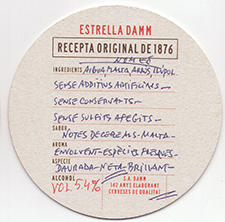 ESTRELLA DAMM
RECEPTA ORIGINAL DE 1876
NOMÉS
INGREDIENTS AIGUA, MALTA, ARRÒS, LLÚPOL
SENSE ADDITIUS ARTIFICIALS
SENSE CONSERVANTS
SENSE SULFITS AFEGITS
SABOR
NOTES DE CEREALS-MALTA
AROMA
ENVOLVENT-ESPÈCIES FRESQUES
ASPECTE
DAURADA-NETA-BRILLANT
ALCOHOL
VOL. 5.4%
S.A. DAMM
142 ANYS ELABORANT
CERVESES DE QUALITAT